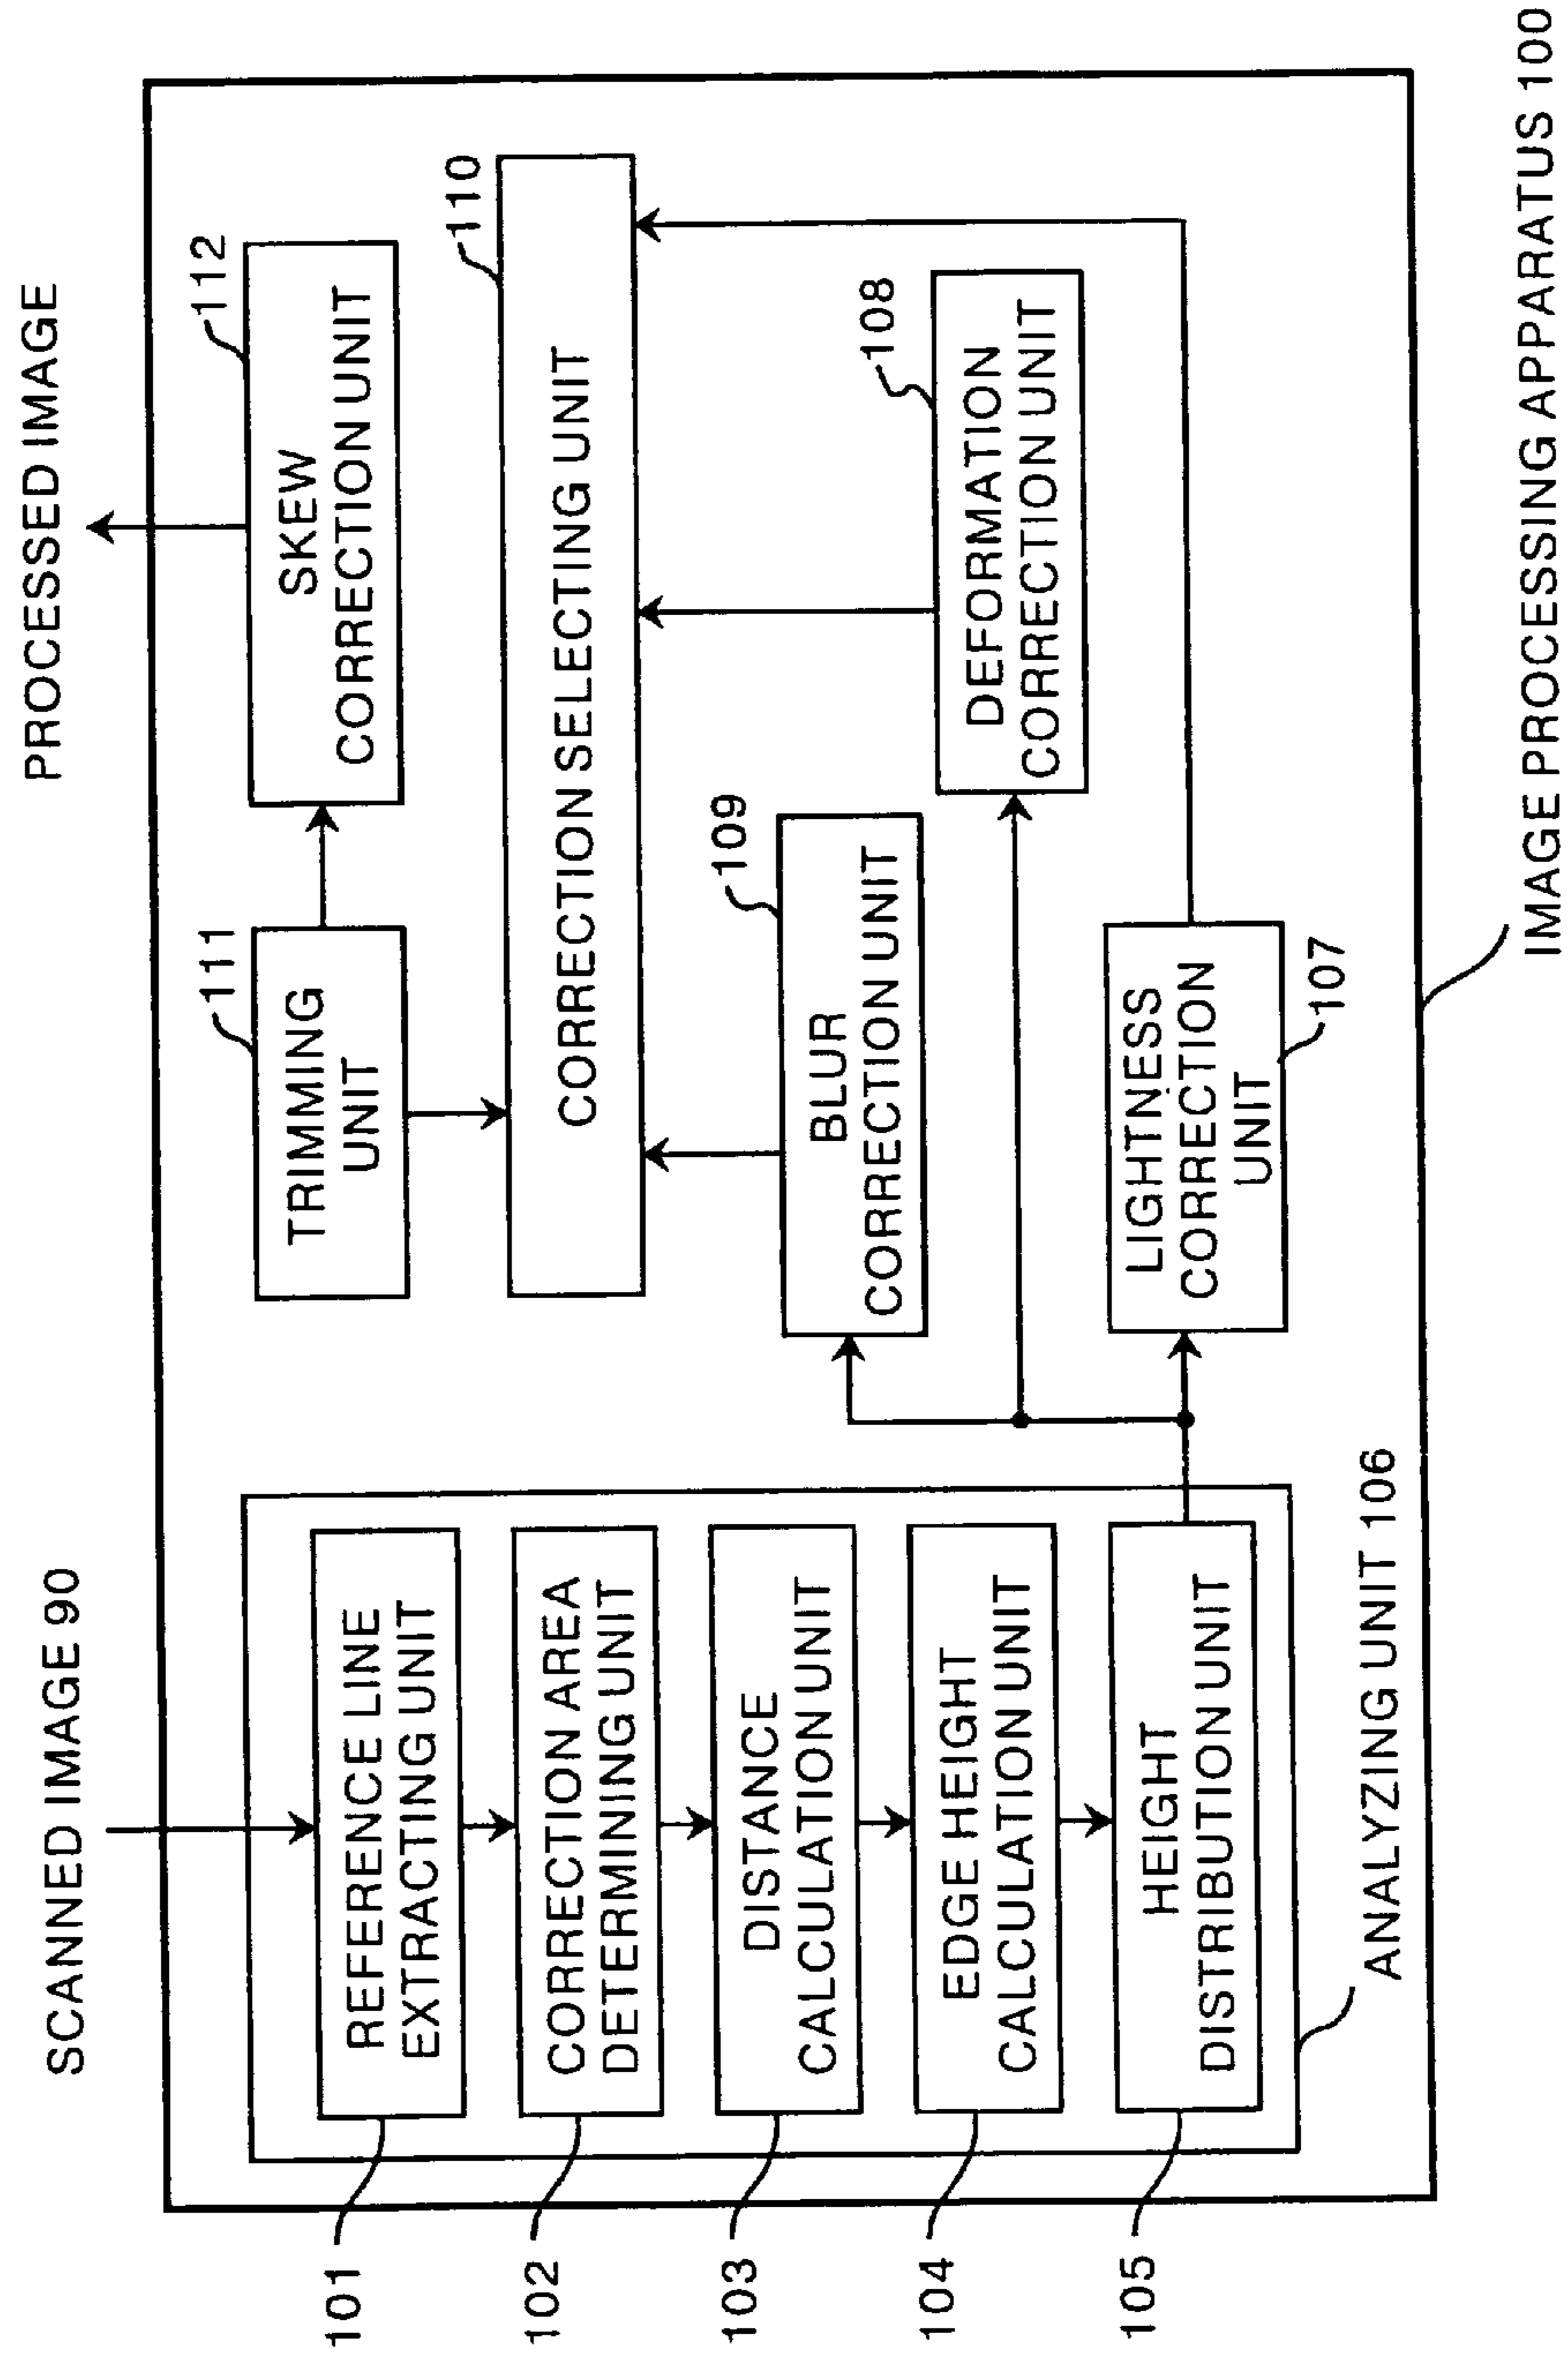 SCANNED IMAGE 90
PROCESSED IMAGE
101
REFERENCE LINE
EXTRACTING UNIT
102
CORRECTION AREA
DETERMINING UNIT
103
DISTANCE
CALCULATION UNIT
104
EDGE HEIGHT
CALCULATION UNIT
105
HEIGHT
DISTRIBUTION UNIT
ANALYZING UNIT 106
111
TRIMMING
UNIT
112
SKEW
CORRECTION UNIT
110
CORRECTION SELECTING UNIT
109
BLUR
CORRECTION UNIT
108
DEFORMATION
CORRECTION UNIT
LIGHTNESS
CORRECTION
UNIT
107
IMAGE PROCESSING APPARATUS 100